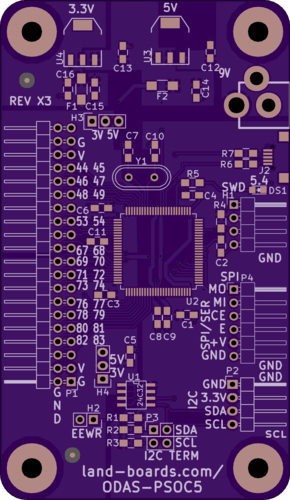 3.3V 5V
U4 U3
C16 C13 C12
9V
F1 C15 F2 C14
REV X3
H3
3V 5V
C7 C10
G
V
Y1
R7
R6
J2
5.4
44 45
46 47
48 49
R5
C4
SWD
DS1
H1
C6
53 54
R4
C11
67 68
69 70
71 72
73 74
C2
GND
C3
U2
SPI P4
76 77
78 79
80 81
82 83
C8 C9
C1
SPI/SER
MO
MI
CE
E
+V
GND
C5
5V
3V
V
G
P1
H4
U1
24C32
GND
GND
P2
GND
3.3V
SDA
SCL
I2C
G
N
D
H2
EEWR
R1
R2
R3
P3
SDA
SCL
I2C TERM
SCL
land-boards.com/
ODAS-PSOC5